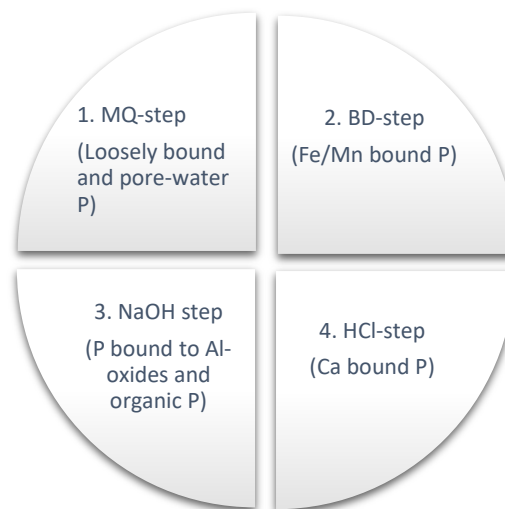 1. MQ-step
(Loosely bound
and pore-water
P)
2. BD-step
(Fe/Mn bound P)
3. NaOH step
(P bound to Al-
oxides and
organic P)
4. HCl-step
(Ca bound P)